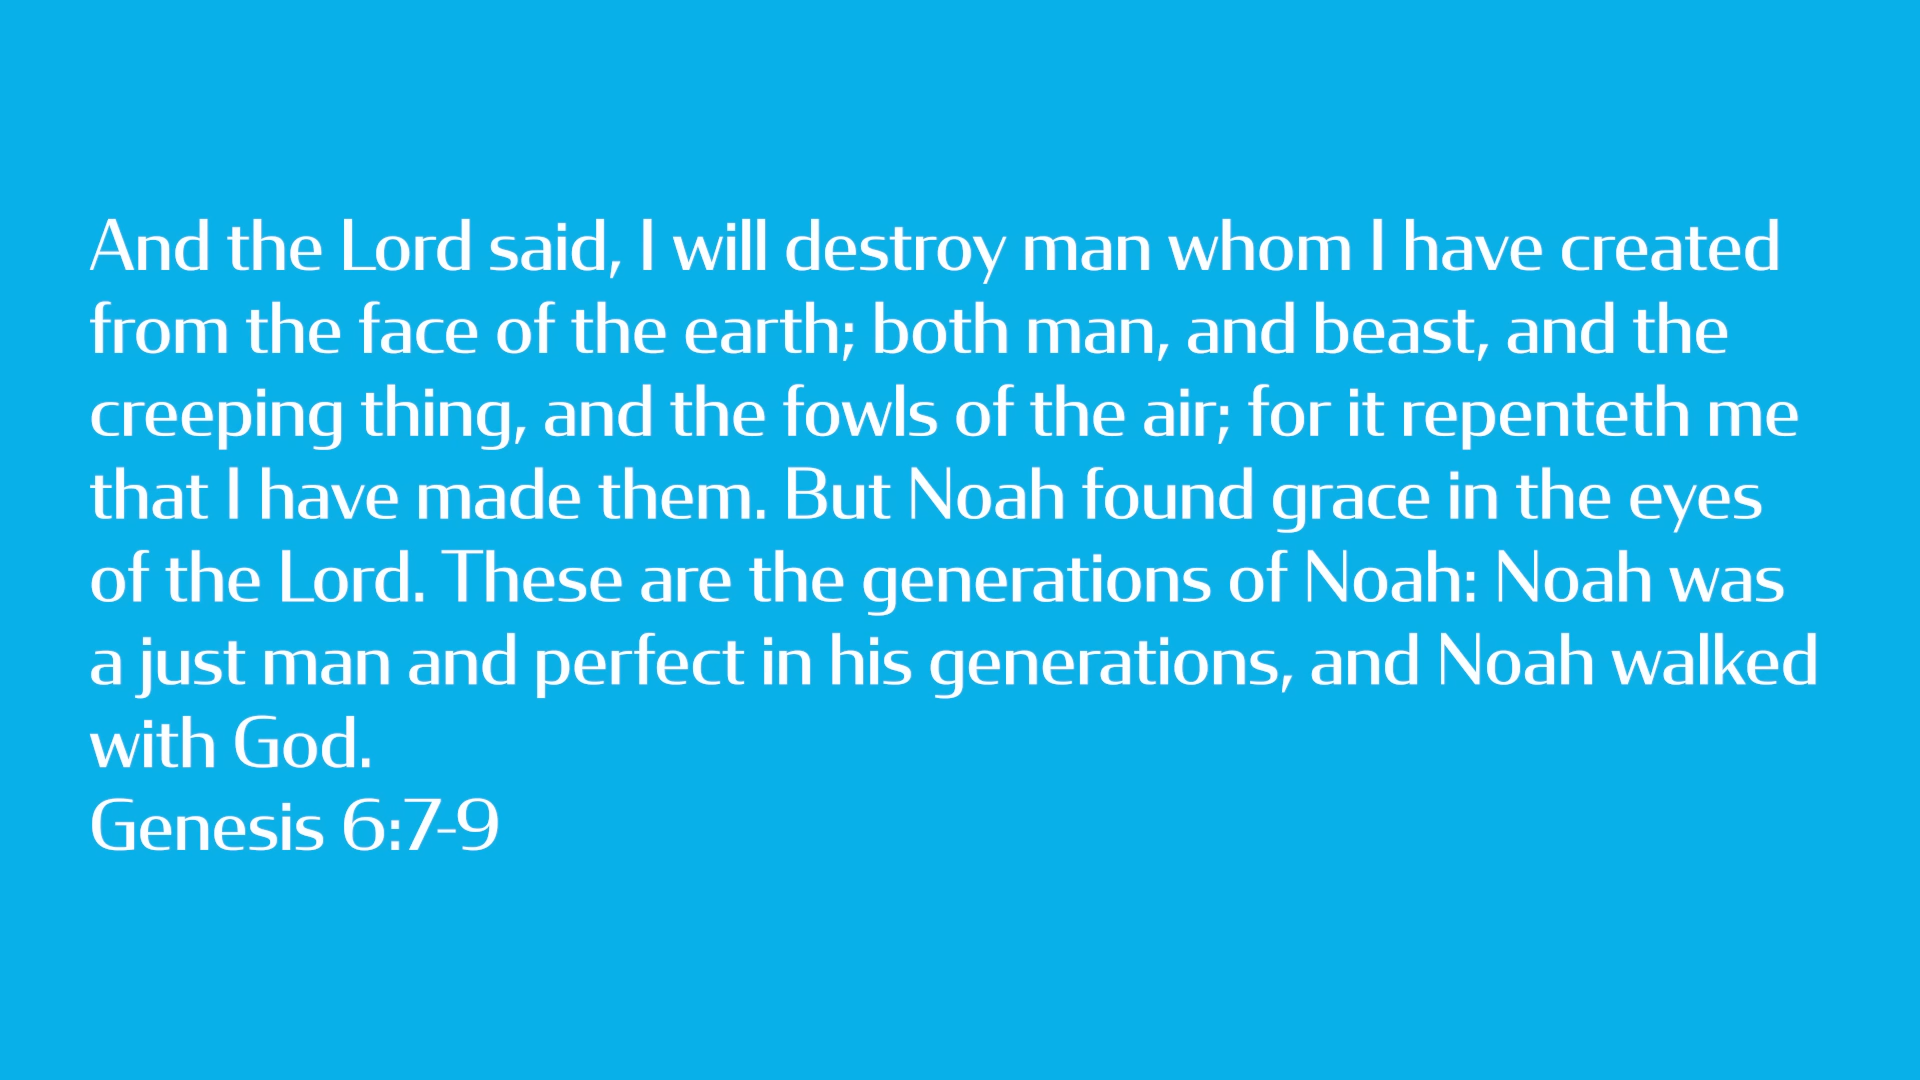 And the Lord said, I will destroy man whom I have created
from the face of the earth; both man, and beast, and the
creeping thing, and the fowls of the air; for it repenteth me
that I have made them. But Noah found grace in the eyes
of the Lord. These are the generations of Noah: Noah was
a just man and perfect in his generations, and Noah walked
with God.
Genesis 6:7-9